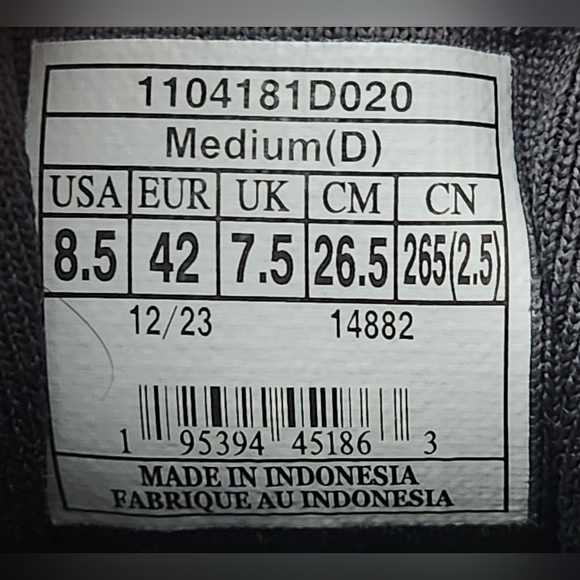 1104181D020
Medium(D)
USA EUR UK CM CN
8.5 42 7.5 26.5 265(2.5)
12/23 14882
1 95394 45186 3
MADE IN INDONESIA
FABRIQUE AU INDONESIA